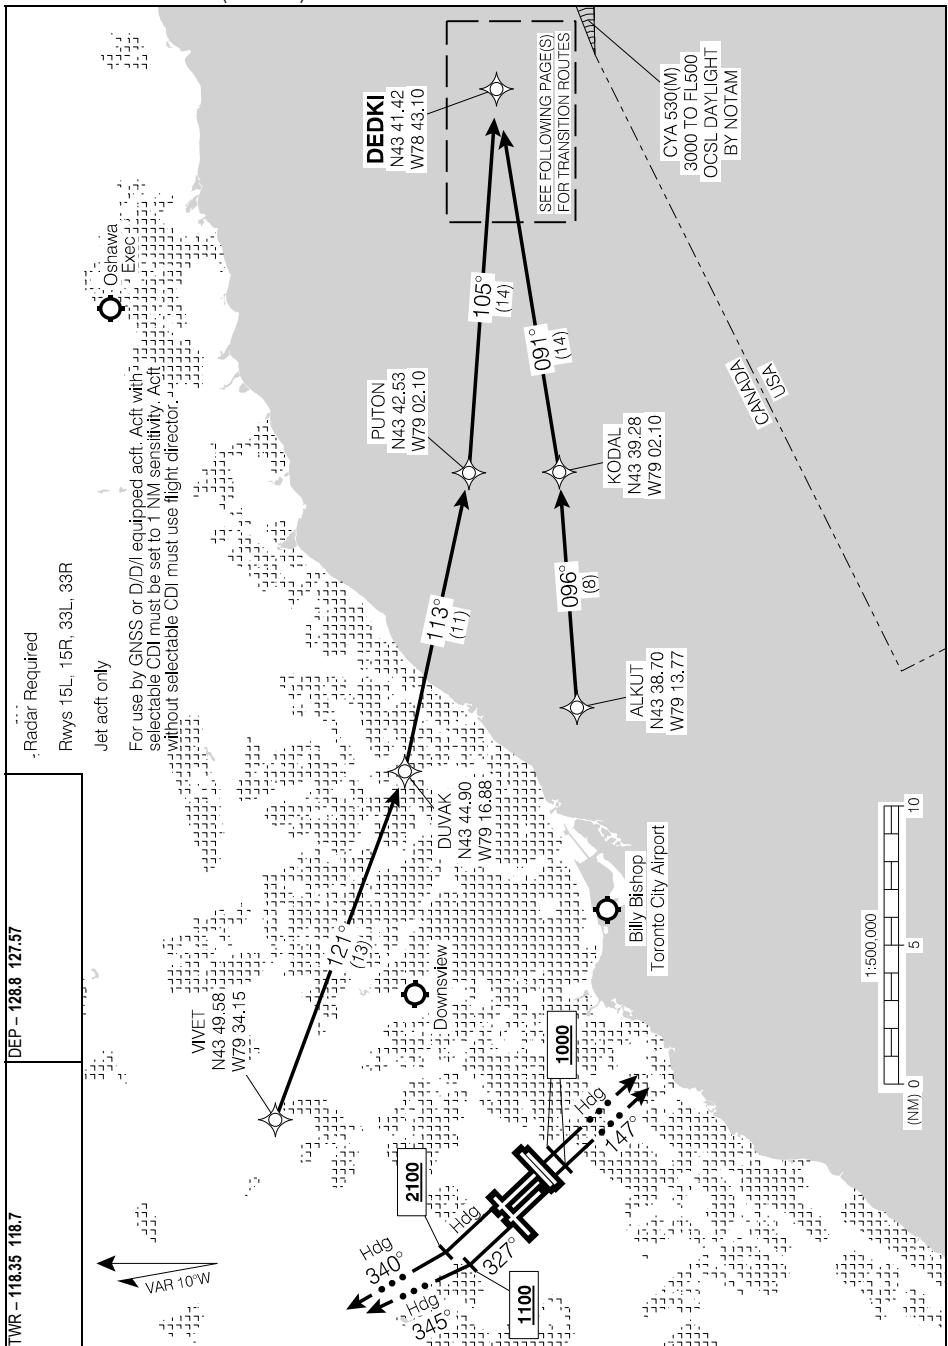 TWR – 118.35 118.7
DEP – 128.8 127.57
Radar Required
Rwys 15L, 15R, 33L, 33R
Jet acft only
For use by GNSS or D/D/I equipped acft. Acft with
selectable CDI must be set to 1 NM sensitivity. Acft
without selectable CDI must use flight director.
VAR 10°W
VIVET
N43 49.58
W79 34.15
121°
(13)
DUVAK
N43 44.90
W79 16.88
113°
(11)
PUTON
N43 42.53
W79 02.10
105°
(14)
DEDKI
N43 41.42
W78 43.10
SEE FOLLOWING PAGE(S)
FOR TRANSITION ROUTES
ALKUT
N43 38.70
W79 13.77
096°
(8)
KODAL
N43 39.28
W79 02.10
091°
(14)
Oshawa
Exec
Downsview
Billy Bishop
Toronto City Airport
CYA 530(M)
3000 TO FL500
OCSL DAYLIGHT
BY NOTAM
CANADA
USA
Hdg
340°
Hdg
345°
2100
1100
Hdg
327°
1000
Hdg
147°
1:500,000
(NM) 0
5
10